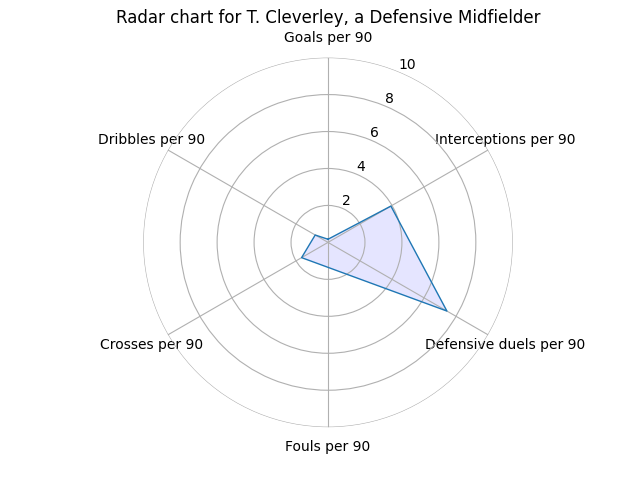 Radar chart for T. Cleverley, a Defensive Midfielder
Goals per 90
10
8
Dribbles per 90
6
Interceptions per 90
4
2
Crosses per 90
Defensive duels per 90
Fouls per 90